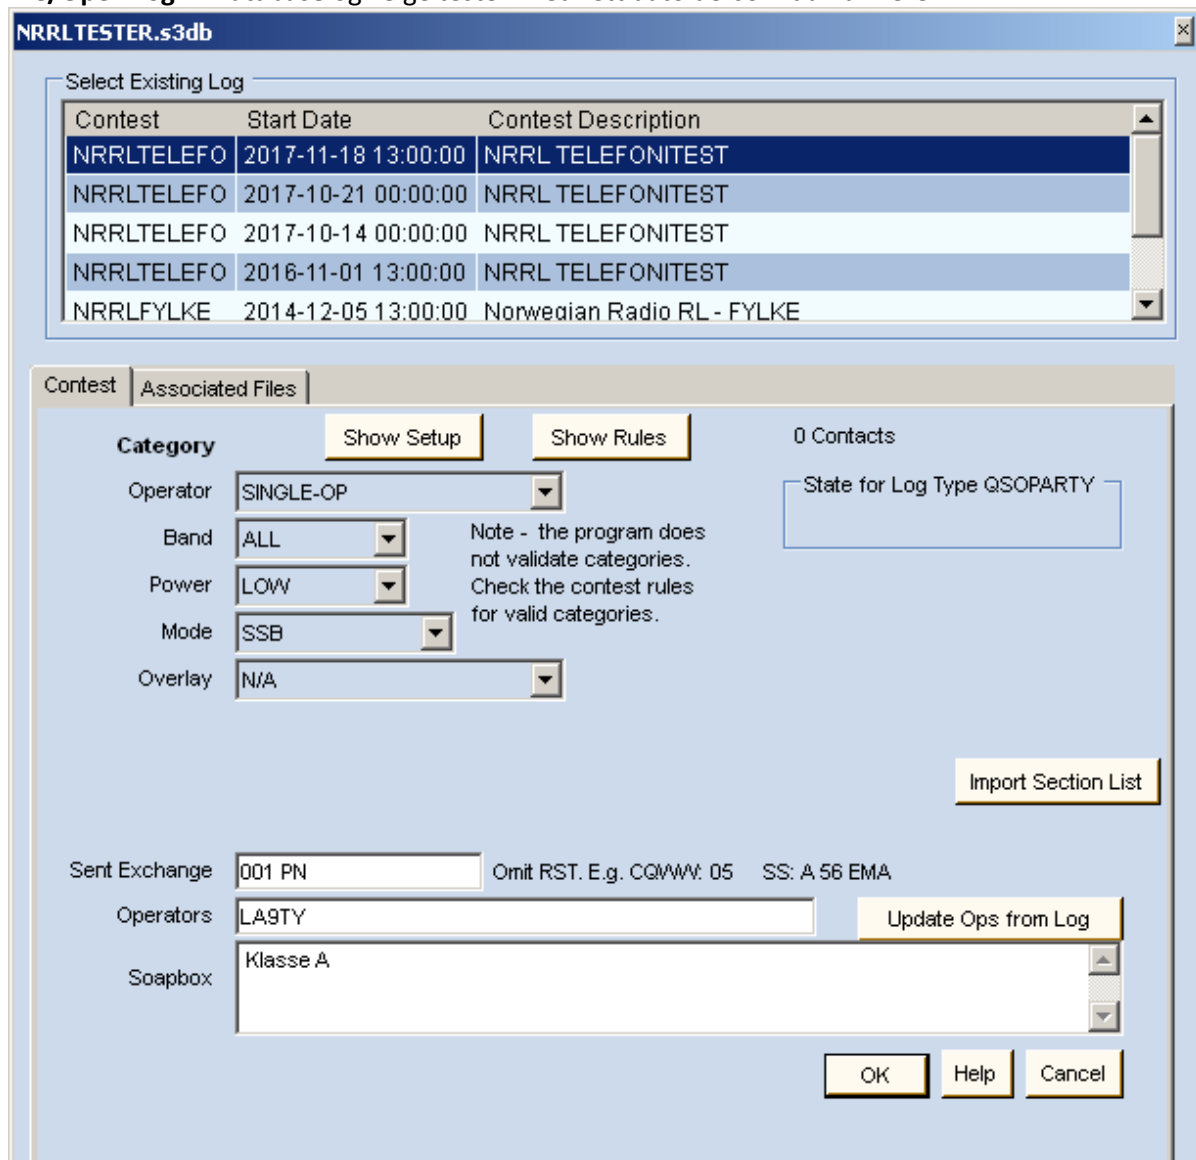 NRRLTESTER.s3db
Select Existing Log
Contest Start Date Contest Description
NRRLTELEFO 2017-11-18 13:00:00 NRRL TELEFONITEST
NRRLTELEFO 2017-10-21 00:00:00 NRRL TELEFONITEST
NRRLTELEFO 2017-10-14 00:00:00 NRRL TELEFONITEST
NRRLTELEFO 2016-11-01 13:00:00 NRRL TELEFONITEST
NRRLFYLKE 2014-12-05 13:00:00 Norwegian Radio RL - FYLKE
Contest Associated Files
Category Show Setup Show Rules 0 Contacts
Operator SINGLE-OP State for Log Type QSOPARTY
Band ALL Note - the program does
not validate categories.
Power LOW Check the contest rules
for valid categories.
Mode SSB
Overlay N/A
Import Section List
Sent Exchange 001 PN Omit RST. E.g. CQWW: 05 SS: A 56 EMA
Operators LA9TY Update Ops from Log
Soapbox Klasse A
OK Help Cancel